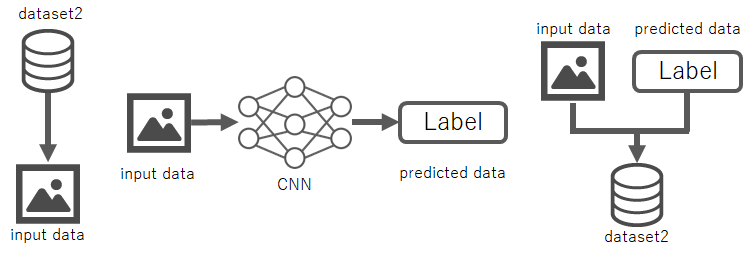 dataset2
input data
input data
CNN
Label
predicted data
input data
predicted data
Label
dataset2